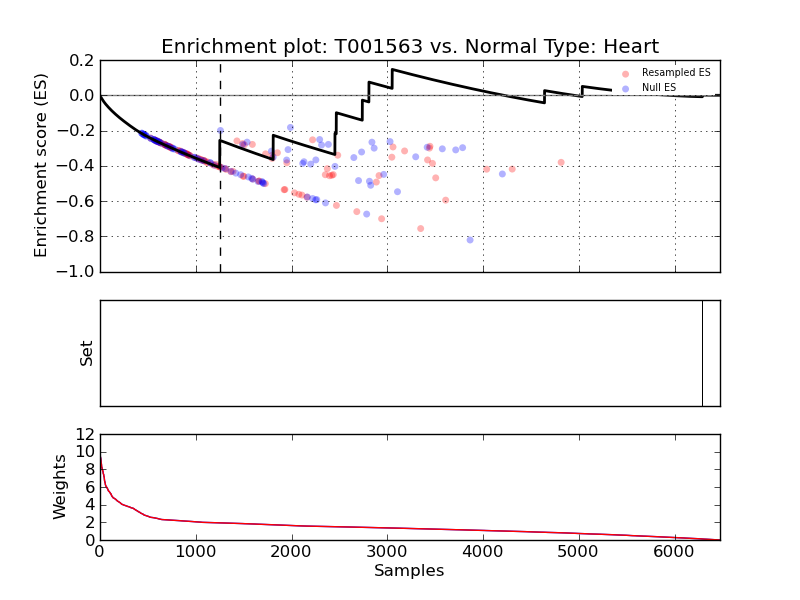 Enrichment plot: T001563 vs. Normal Type: Heart
Enrichment score (ES)
0.2
0.0
−0.2
−0.4
−0.6
−0.8
−1.0
Resampled ES
Null ES
Set
Weights
12
10
8
6
4
2
0
0 1000 2000 3000 4000 5000 6000
Samples